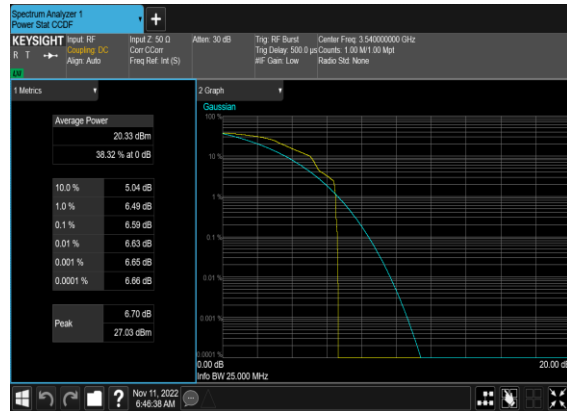 Spectrum Analyzer 1
Power Stat CCDF
KEYSIGHT
R T
LV
Input: RF
Coupling: DC
Align: Auto
Input Z: 50 Ω
Corr CCorr
Freq Ref: Int (S)
Atten: 30 dB
Trig: RF Burst
Trig Delay: 500.0 µs
#IF Gain: Low
Center Freq: 3.540000000 GHz
Counts: 1.00 M/1.00 Mpt
Radio Std: None
1 Metrics
Average Power
20.33 dBm
38.32 % at 0 dB
10.0 % 5.04 dB
1.0 % 6.49 dB
0.1 % 6.59 dB
0.01 % 6.63 dB
0.001 % 6.65 dB
0.0001 % 6.66 dB
Peak
6.70 dB
27.03 dBm
2 Graph
Gaussian
100 %
10 %
1 %
0.1 %
0.01 %
0.001 %
0.0001 %
0.00 dB
20.00 dB
Info BW 25.000 MHz
?
Nov 11, 2022
6:46:38 AM